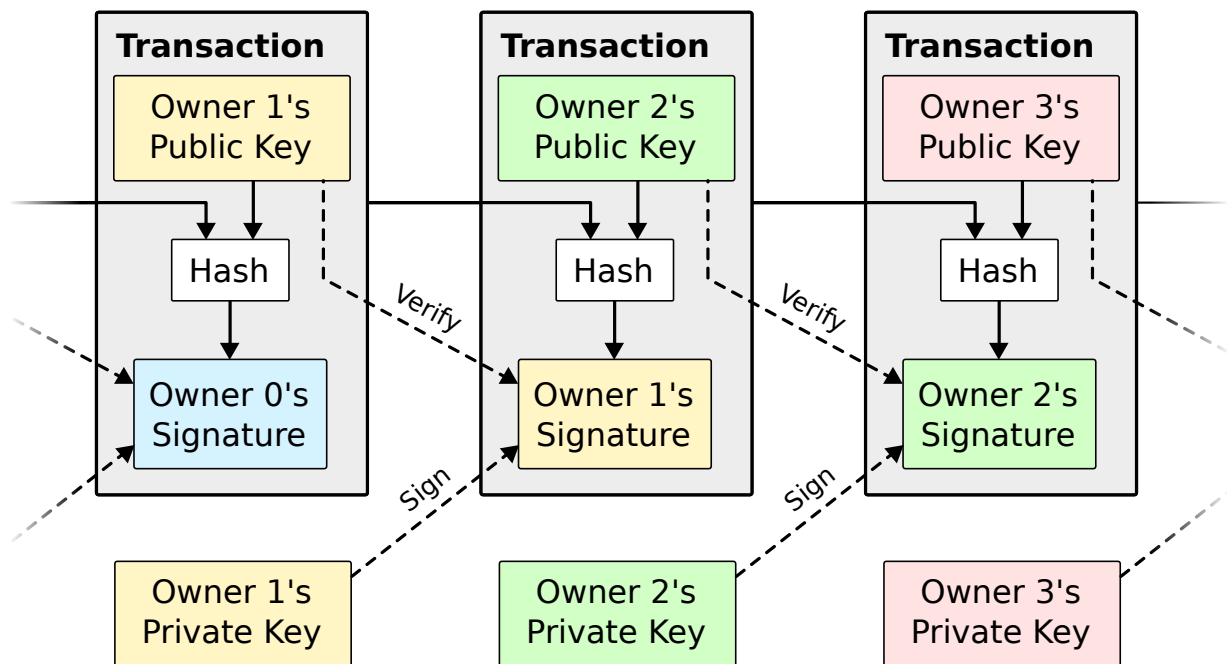 Transaction
Owner 1's
Public Key
Hash
Owner 0's
Signature
Transaction
Owner 2's
Public Key
Hash
Verify
Owner 1's
Signature
Sign
Transaction
Owner 3's
Public Key
Hash
Verify
Owner 2's
Signature
Sign
Owner 1's
Private Key
Owner 2's
Private Key
Owner 3's
Private Key